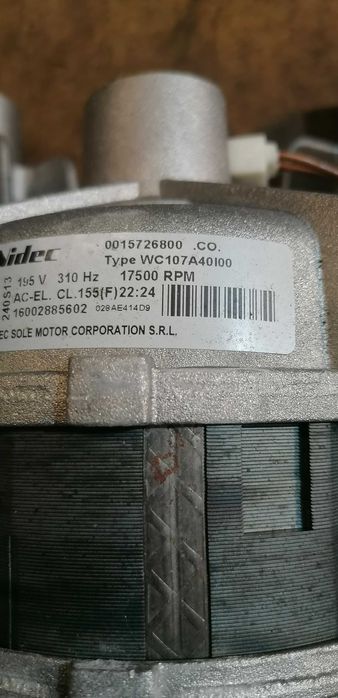 Nidec
0015726800 .CO.
Type WC107A40I00
195 V 310 Hz 17500 RPM
AC-EL. CL.155(F) 22:24
16002885602 028AE414D9
240S13
EC SOLE MOTOR CORPORATION S.R.L.